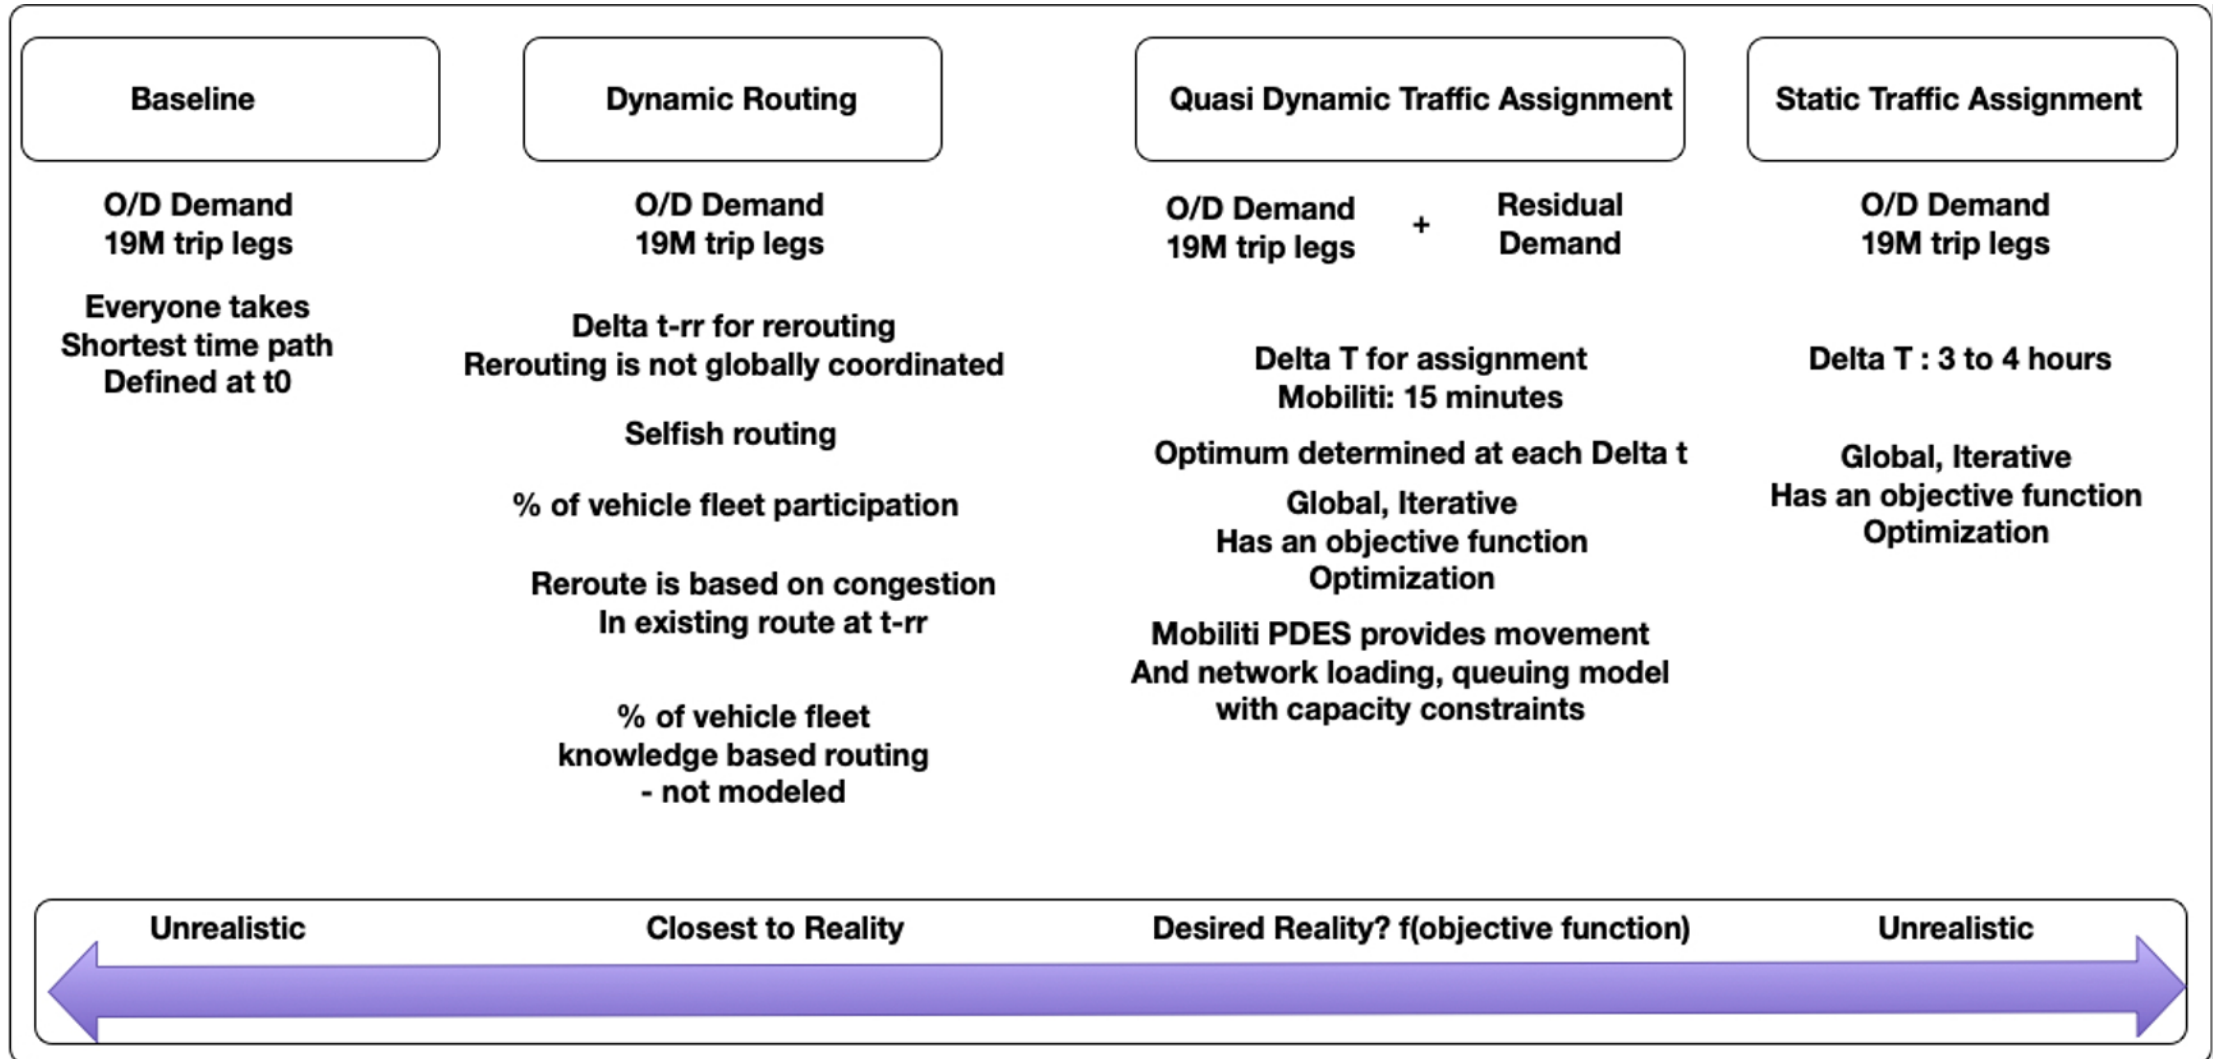 Baseline
O/D Demand
19M trip legs
Everyone takes
Shortest time path
Defined at t0
Dynamic Routing
O/D Demand
19M trip legs
Delta t-rr for rerouting
Rerouting is not globally coordinated
Selfish routing
% of vehicle fleet participation
Reroute is based on congestion
In existing route at t-rr
% of vehicle fleet
knowledge based routing
- not modeled
Quasi Dynamic Traffic Assignment
O/D Demand
19M trip legs
+
Residual
Demand
Delta T for assignment
Mobiliti: 15 minutes
Optimum determined at each Delta t
Global, Iterative
Has an objective function
Optimization
Mobiliti PDES provides movement
And network loading, queuing model
with capacity constraints
Static Traffic Assignment
O/D Demand
19M trip legs
Delta T : 3 to 4 hours
Global, Iterative
Has an objective function
Optimization
Unrealistic
Closest to Reality
Desired Reality? f(objective function)
Unrealistic